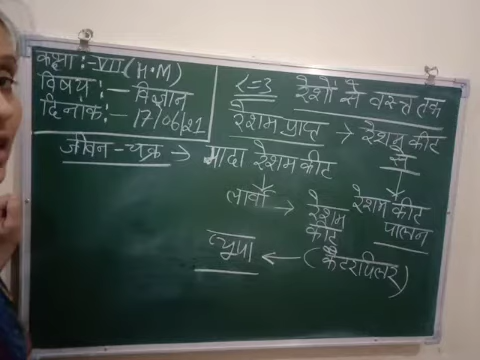 कक्षा:-VII(H.M)
विषय:- विज्ञान
दिनांक:- 17/06/21
L=3 रेशों से वस्त्र तक
रेशम प्राप्त → रेशम कीट से
↓
रेशम कीट पालन
जीवन-चक्र → मादा रेशम कीट
↓
लार्वा → रेशम कीट
(कैटरपिलर)
← प्यूपा